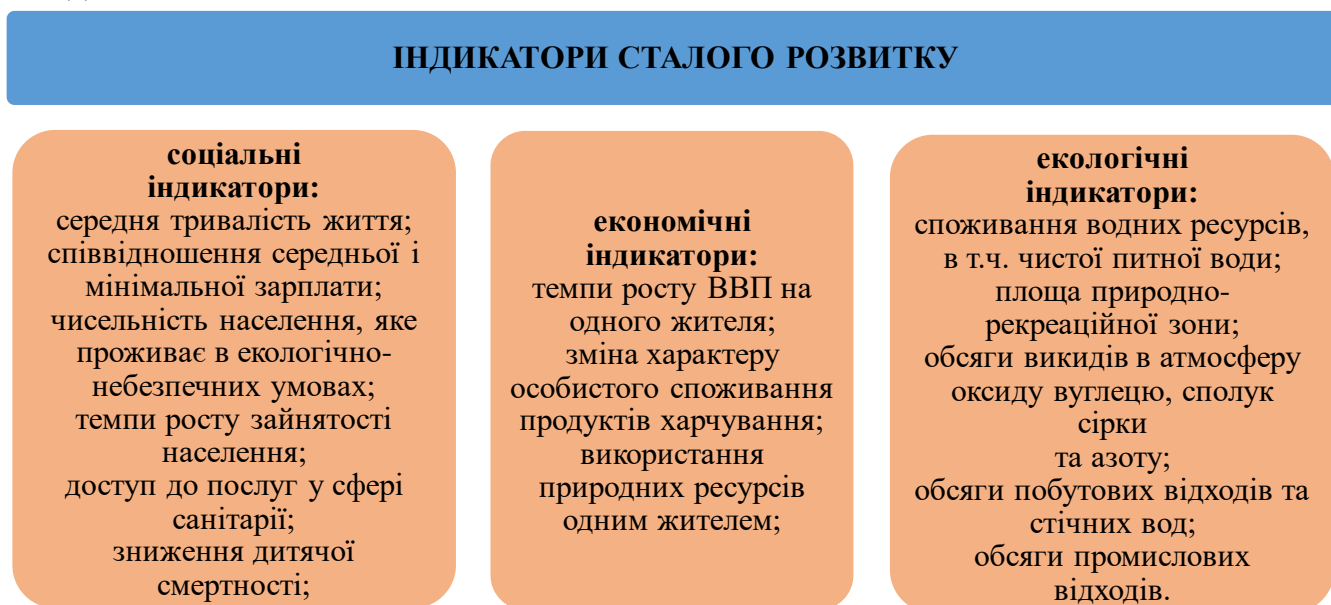 ІНДИКАТОРИ СТАЛОГО РОЗВИТКУ
соціальні
індикатори:
середня тривалість життя;
співвідношення середньої і
мінімальної зарплати;
чисельність населення, яке
проживає в екологічно-
небезпечних умовах;
темпи росту зайнятості
населення;
доступ до послуг у сфері
санітарії;
зниження дитячої
смертності;
економічні
індикатори:
темпи росту ВВП на
одного жителя;
зміна характеру
особистого споживання
продуктів харчування;
використання
природних ресурсів
одним жителем;
екологічні
індикатори:
споживання водних ресурсів,
в т.ч. чистої питної води;
площа природно-
рекреаційної зони;
обсяги викидів в атмосферу
оксиду вуглецю, сполук
сірки
та азоту;
обсяги побутових відходів та
стічних вод;
обсяги промислових
відходів.